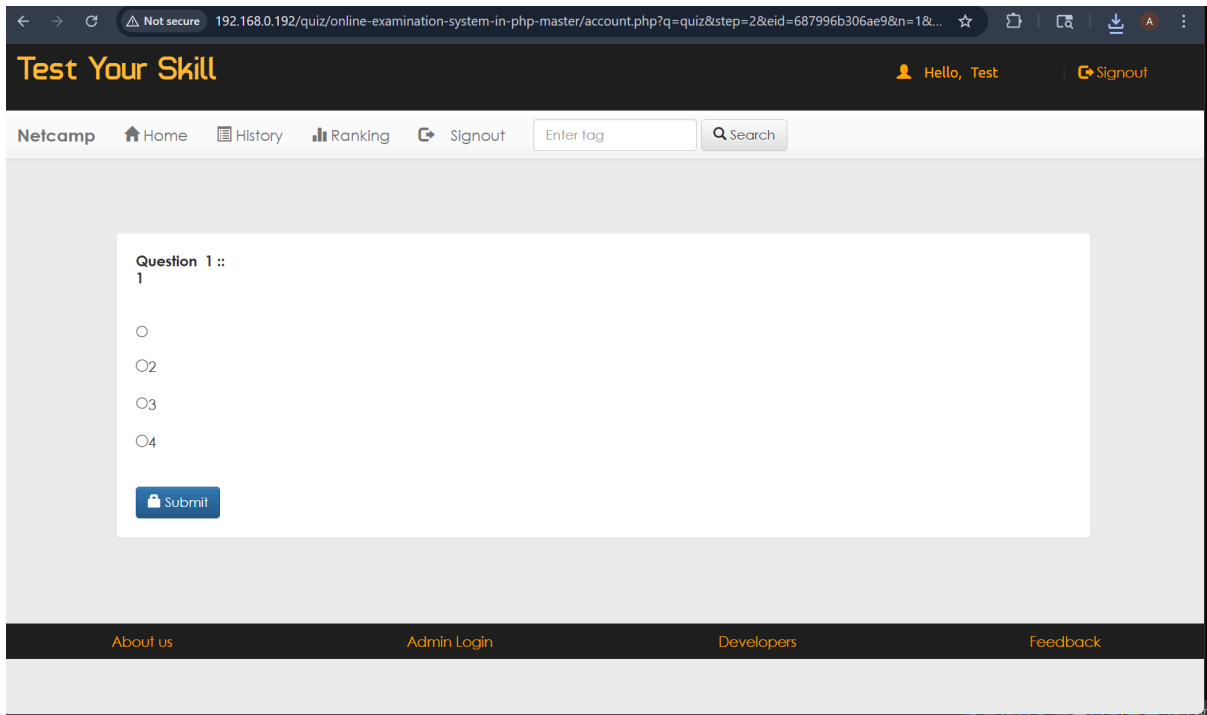 Not secure 192.168.0.192/quiz/online-examination-system-in-php-master/account.php?q=quiz&step=2&eid=687996b306ae9&n=1&... A
Test Your Skill Hello, Test Signout
Netcamp Home History Ranking Signout Enter tag Search
Question 1 ::
1
2
3
4
Submit
About us Admin Login Developers Feedback